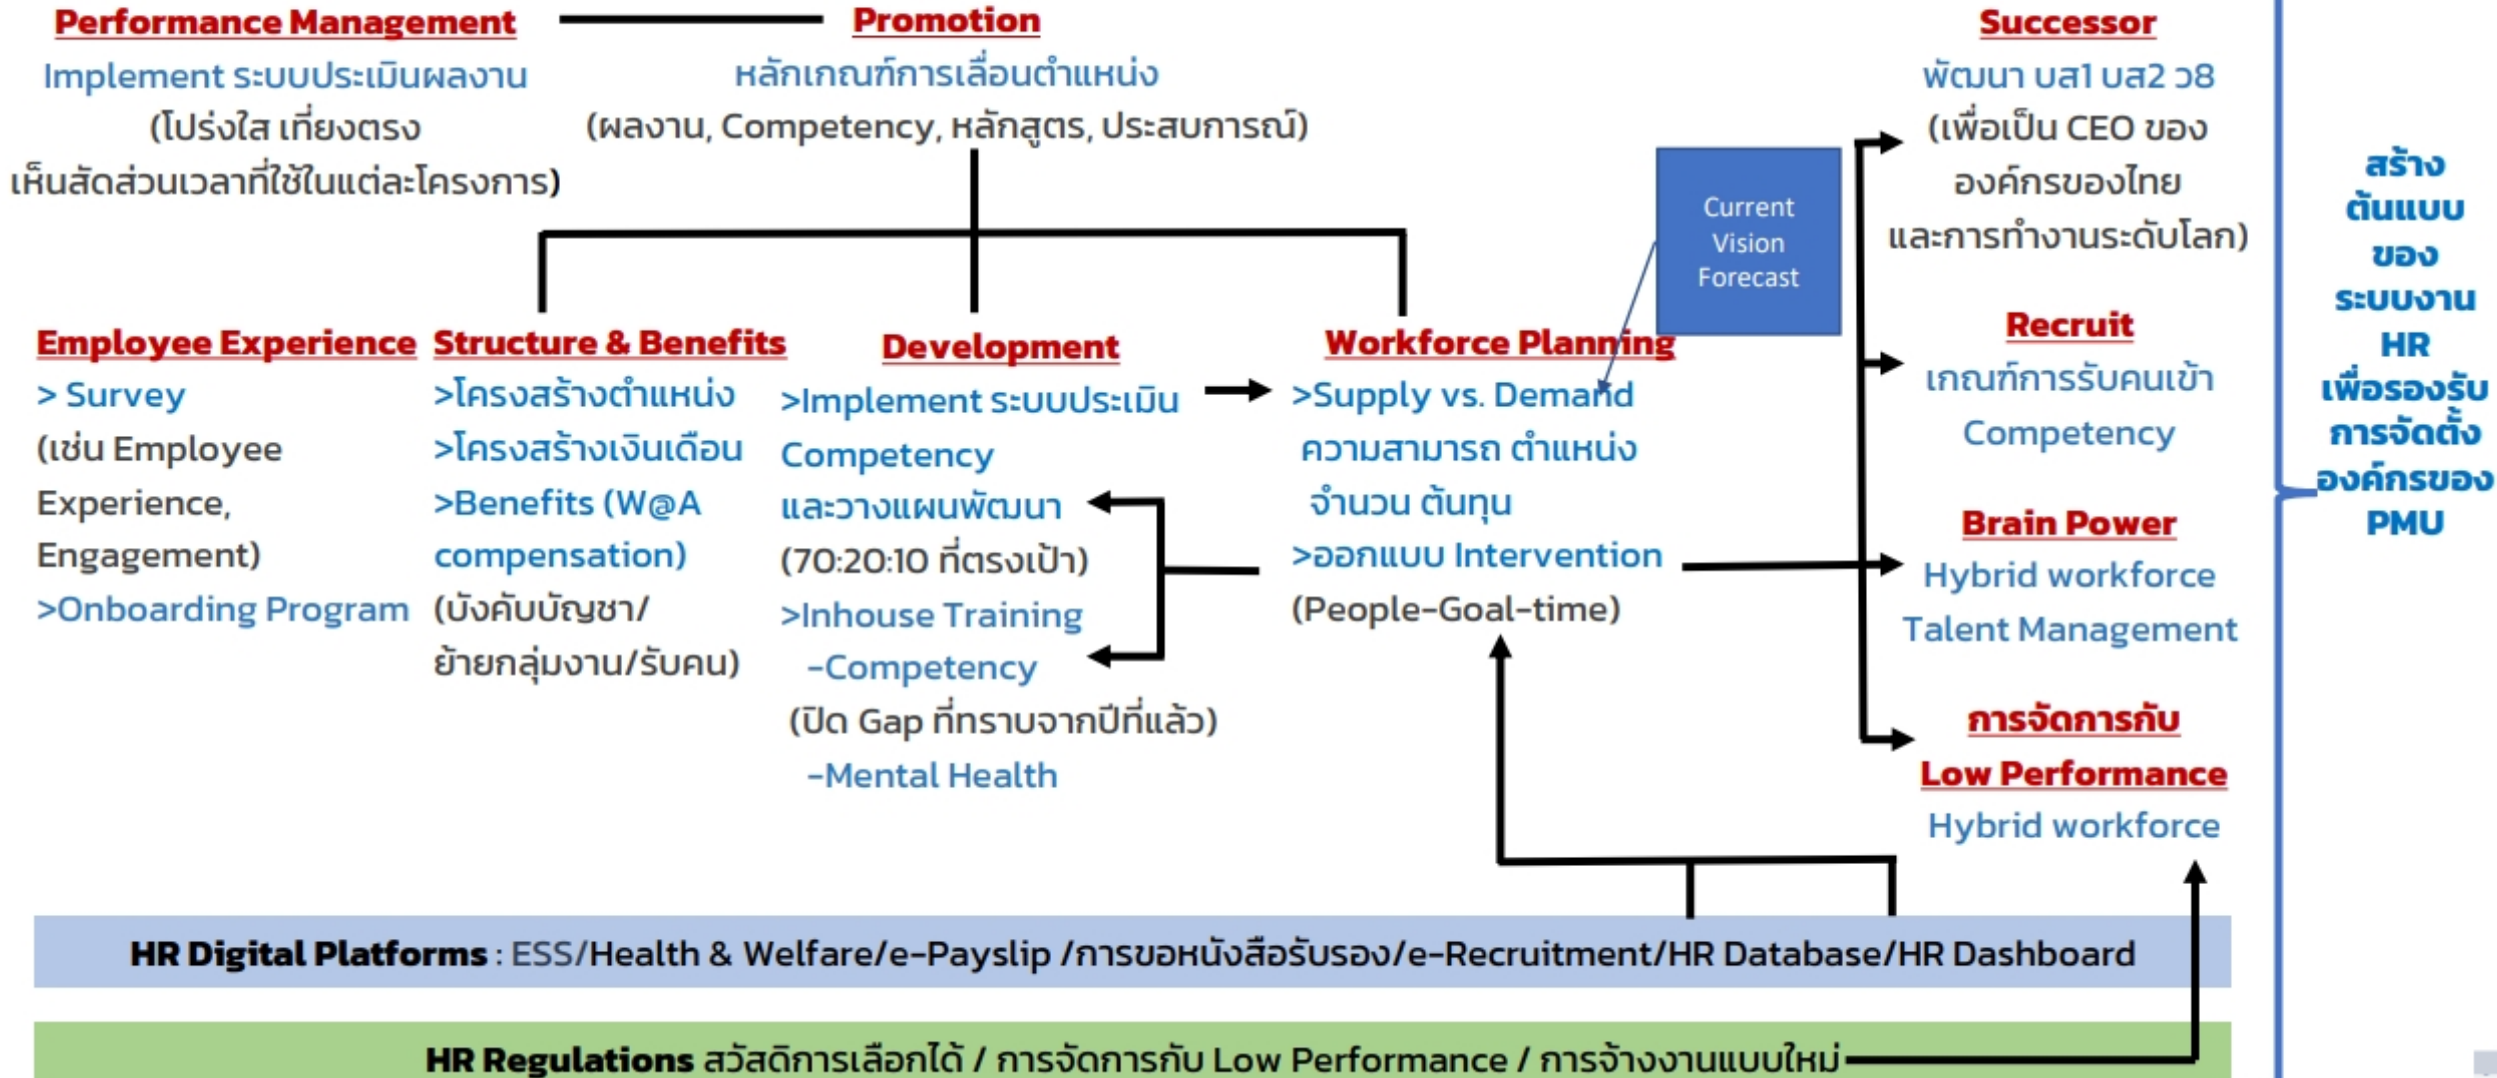 Performance Management
Implement ระบบประเมินผลงาน
(โปร่งใส เที่ยงตรง
เห็นสัดส่วนเวลาที่ใช้ในแต่ละโครงการ)
Promotion
หลักเกณฑ์การเลื่อนตำแหน่ง
(ผลงาน, Competency, หลักสูตร, ประสบการณ์)
Employee Experience
> Survey
(เช่น Employee
Experience,
Engagement)
>Onboarding Program
Structure & Benefits
>โครงสร้างตำแหน่ง
>โครงสร้างเงินเดือน
>Benefits (W@A
compensation)
(บังคับบัญชา/
ย้ายกลุ่มงาน/รับคน)
Development
>Implement ระบบประเมิน
Competency
และวางแผนพัฒนา
(70:20:10 ที่ตรงเป้า)
>Inhouse Training
-Competency
(ปิด Gap ที่ทราบจากปีที่แล้ว)
-Mental Health
Current
Vision
Forecast
Workforce Planning
>Supply vs. Demand
ความสามารถ ตำแหน่ง
จำนวน ต้นทุน
>ออกแบบ Intervention
(People-Goal-time)
Successor
พัฒนา บส1 บส2 ว8
(เพื่อเป็น CEO ของ
องค์กรของไทย
และการทำงานระดับโลก)
Recruit
เกณฑ์การรับคนเข้า
Competency
Brain Power
Hybrid workforce
Talent Management
การจัดการกับ
Low Performance
Hybrid workforce
สร้าง
ต้นแบบ
ของ
ระบบงาน
HR
เพื่อรองรับ
การจัดตั้ง
องค์กรของ
PMU
HR Digital Platforms : ESS/Health & Welfare/e-Payslip /การขอหนังสือรับรอง/e-Recruitment/HR Database/HR Dashboard
HR Regulations สวัสดิการเลือกได้ / การจัดการกับ Low Performance / การจ้างงานแบบใหม่